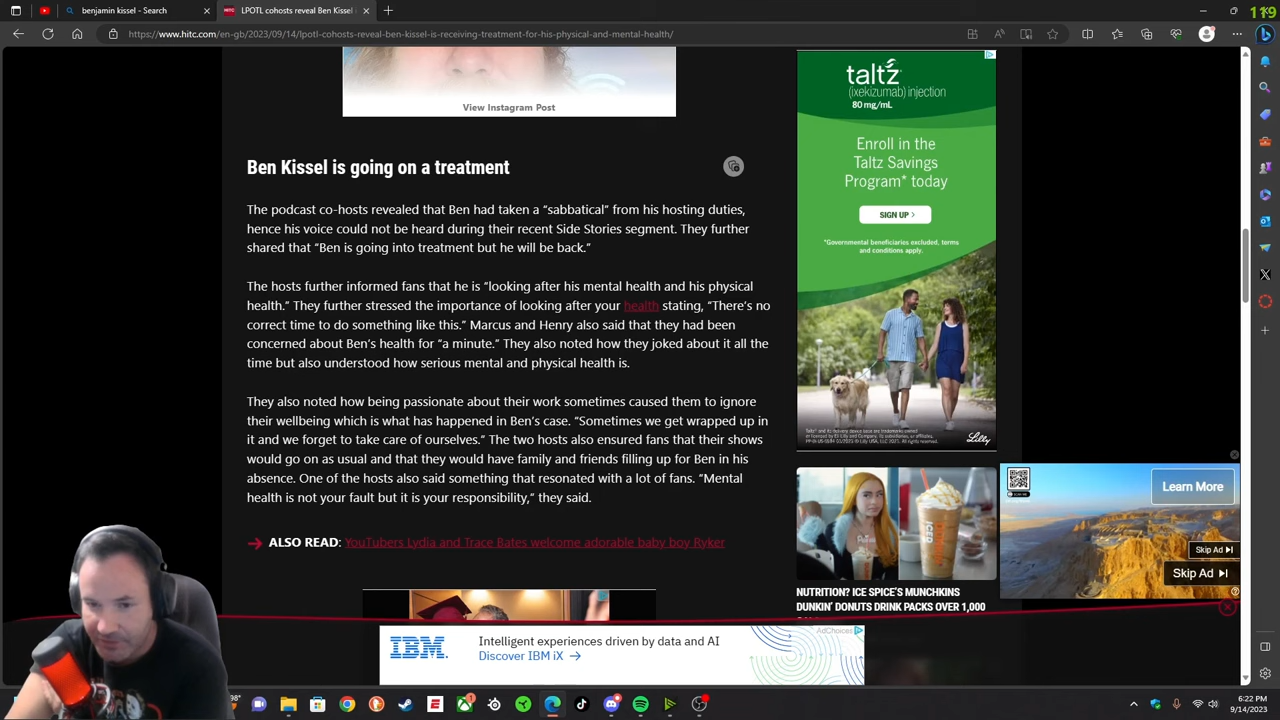 benjamin kissel - Search
LPOTL cohosts reveal Ben Kissel i
https://www.hitc.com/en-gb/2023/09/14/lpotl-cohosts-reveal-ben-kissel-is-receiving-treatment-for-his-physical-and-mental-health/
View Instagram Post
Ben Kissel is going on a treatment
The podcast co-hosts revealed that Ben had taken a “sabbatical” from his hosting duties,
hence his voice could not be heard during their recent Side Stories segment. They further
shared that “Ben is going into treatment but he will be back.”
The hosts further informed fans that he is “looking after his mental health and his physical
health.” They further stressed the importance of looking after your health stating, “There’s no
correct time to do something like this.” Marcus and Henry also said that they had been
concerned about Ben’s health for “a minute.” They also noted how they joked about it all the
time but also understood how serious mental and physical health is.
They also noted how being passionate about their work sometimes caused them to ignore
their wellbeing which is what has happened in Ben’s case. “Sometimes we get wrapped up in
it and we forget to take care of ourselves.” The two hosts also ensured fans that their shows
would go on as usual and that they would have family and friends filling up for Ben in his
absence. One of the hosts also said something that resonated with a lot of fans. “Mental
health is not your fault but it is your responsibility,” they said.
ALSO READ: YouTubers Lydia and Trace Bates welcome adorable baby boy Ryker
taltz
(ixekizumab) injection
80 mg/mL
Enroll in the
Taltz Savings
Program* today
SIGN UP >
*Governmental beneficiaries excluded, terms
and conditions apply.
Lilly
Learn More
Skip Ad
Skip Ad
NUTRITION? ICE SPICE’S MUNCHKINS
DUNKIN’ DONUTS DRINK PACKS OVER 1,000
IBM.
Intelligent experiences driven by data and AI
Discover IBM iX →
AdChoices
98°
6:22 PM
9/14/2023